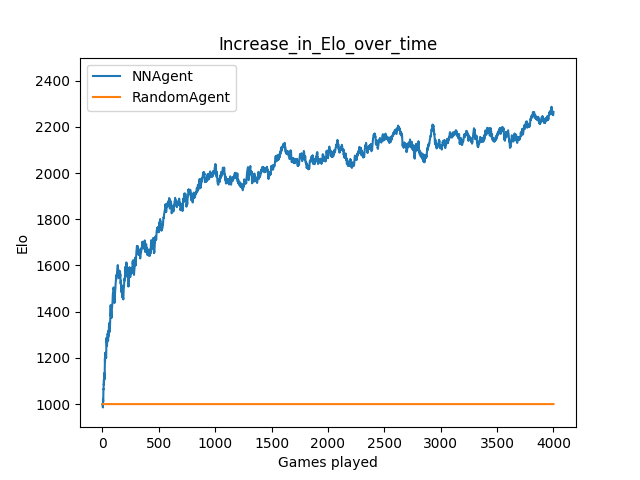 Increase_in_Elo_over_time
NNAgent
RandomAgent
2400
2200
2000
1800
1600
1400
1200
1000
Elo
0 500 1000 1500 2000 2500 3000 3500 4000
Games played